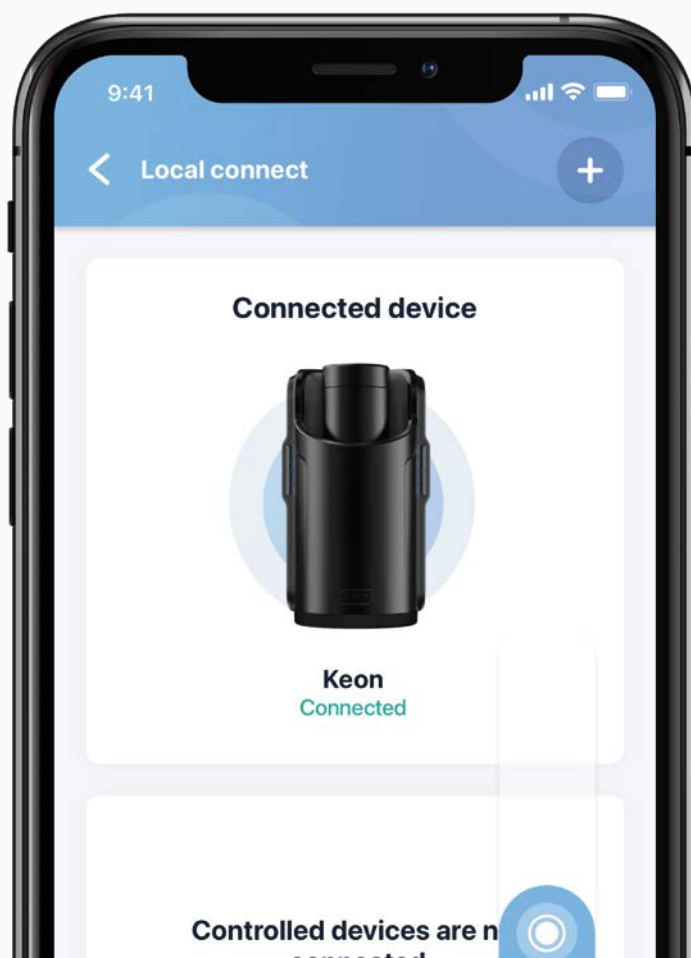 9:41
Local connect
Connected device
Keon
Connected
Controlled devices are n
connected